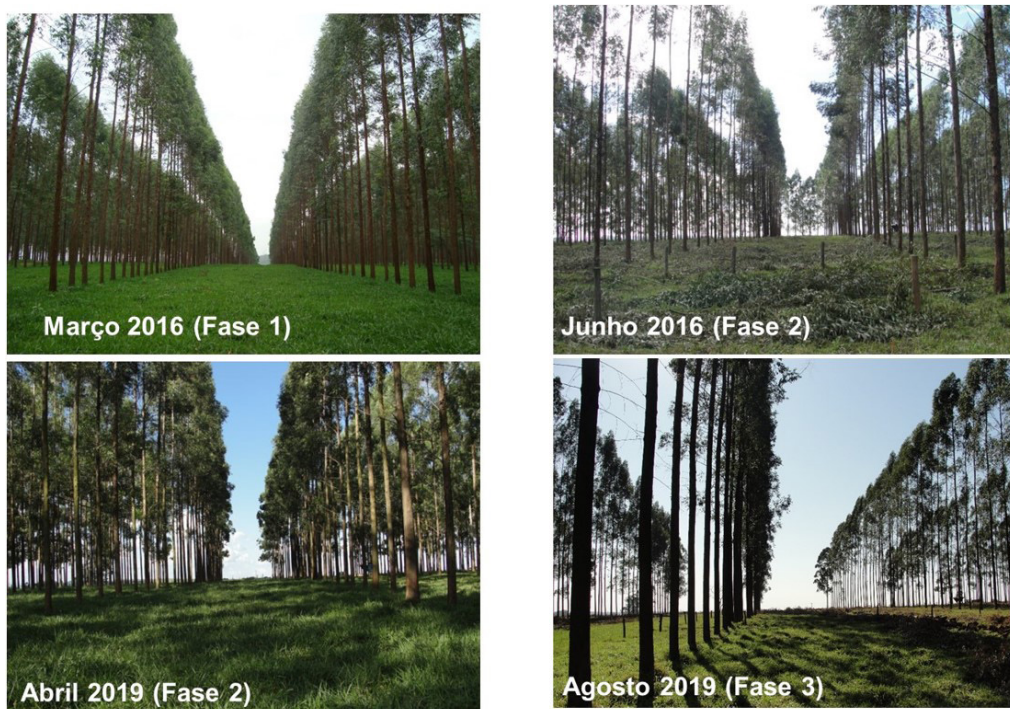 Março 2016 (Fase 1)
Junho 2016 (Fase 2)
Abril 2019 (Fase 2)
Agosto 2019 (Fase 3)